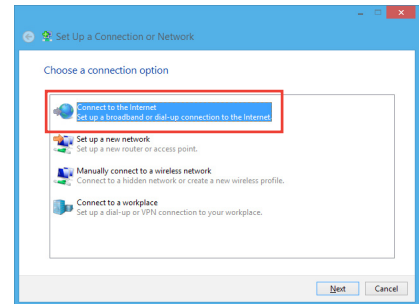 Set Up a Connection or Network
Choose a connection option
Connect to the Internet
Set up a broadband or dial-up connection to the Internet.
Set up a new network
Set up a new router or access point.
Manually connect to a wireless network
Connect to a hidden network or create a new wireless profile.
Connect to a workplace
Set up a dial-up or VPN connection to your workplace.
Next Cancel